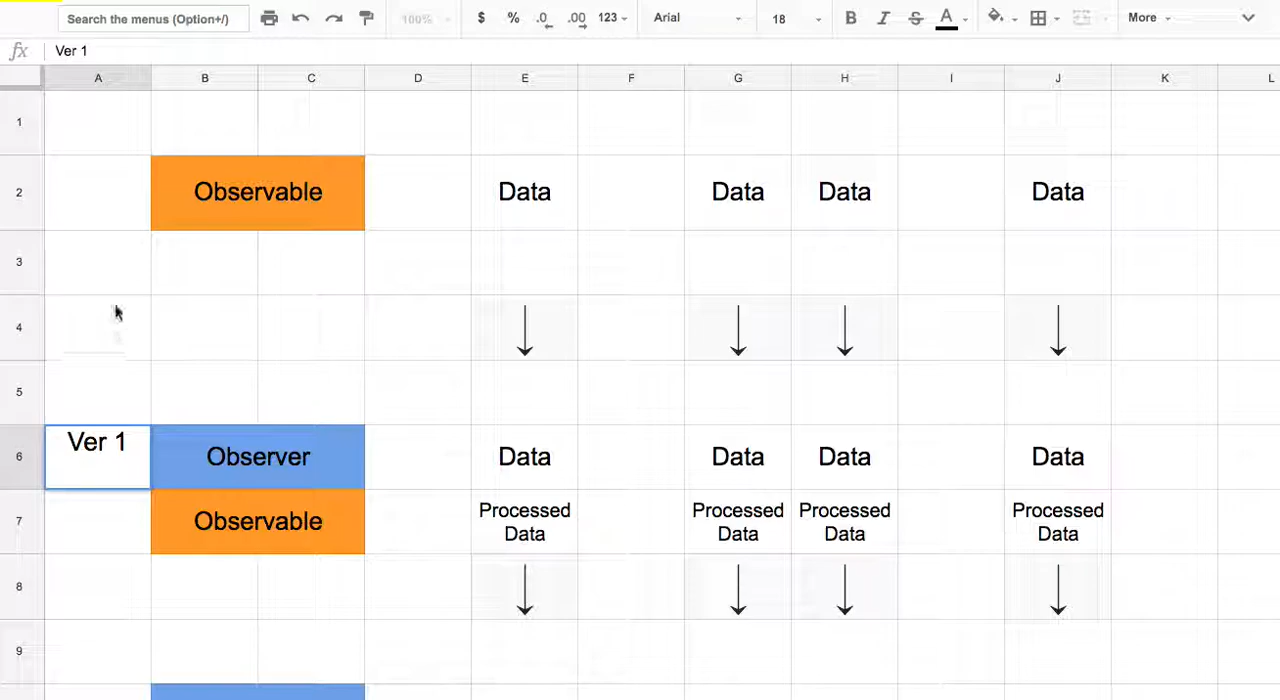 Search the menus (Option+/) 100% $ % .0 .00 123 Arial 18 B I S A More
fx Ver 1
A B C D E F G H I J K L
1
2 Observable Data Data Data Data
3
4
5
6 Ver 1 Observer Data Data Data Data
7 Observable Processed Data Processed Data Processed Data Processed Data
8
9